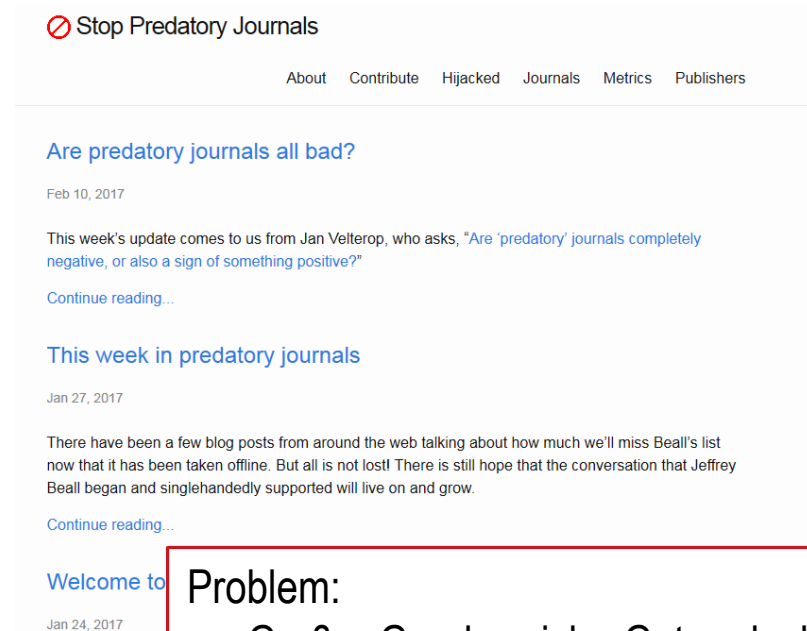 Stop Predatory Journals
About Contribute Hijacked Journals Metrics Publishers
Are predatory journals all bad?
Feb 10, 2017
This week’s update comes to us from Jan Velterop, who asks, “Are ‘predatory’ journals completely
negative, or also a sign of something positive?”
Continue reading...
This week in predatory journals
Jan 27, 2017
There have been a few blog posts from around the web talking about how much we’ll miss Beall’s list
now that it has been taken offline. But all is not lost! There is still hope that the conversation that Jeffrey
Beall began and singlehandedly supported will live on and grow.
Continue reading...
Welcome to
Jan 24, 2017
Problem: